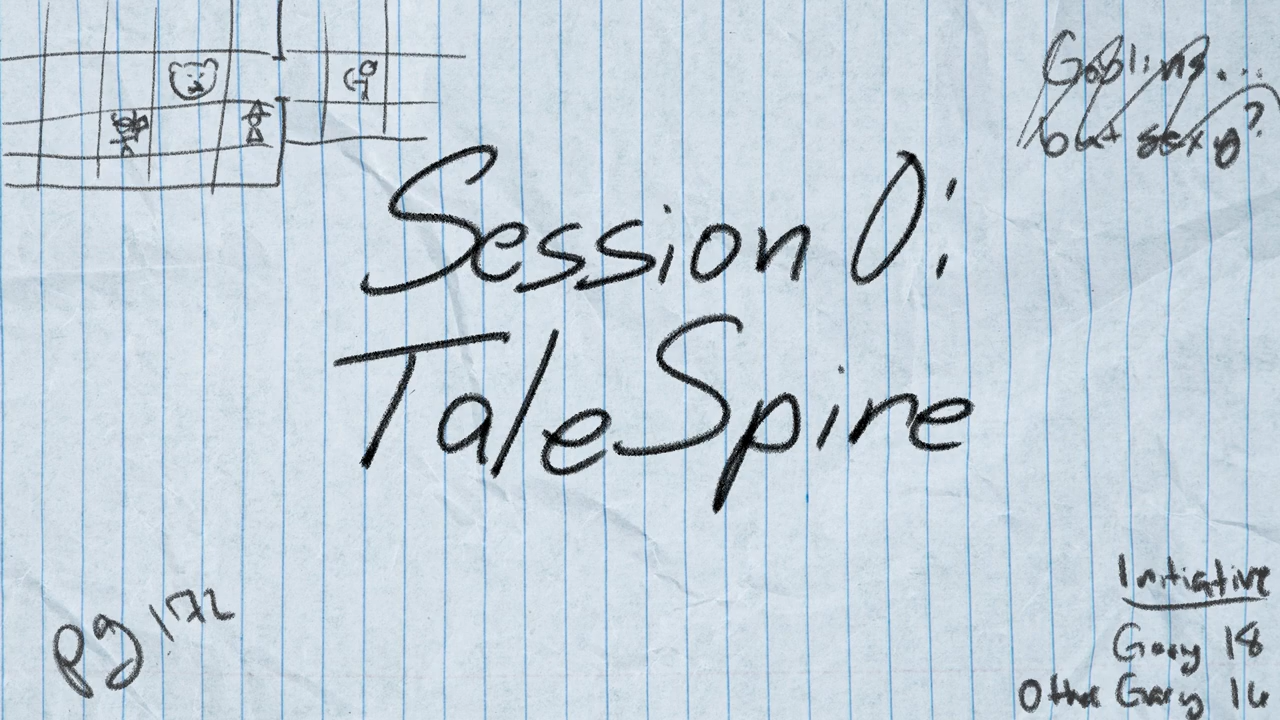 Goblins...
but sexy?
Session 0:
TaleSpire
pg 172
Initiative
Gary 18
Other Gary 16